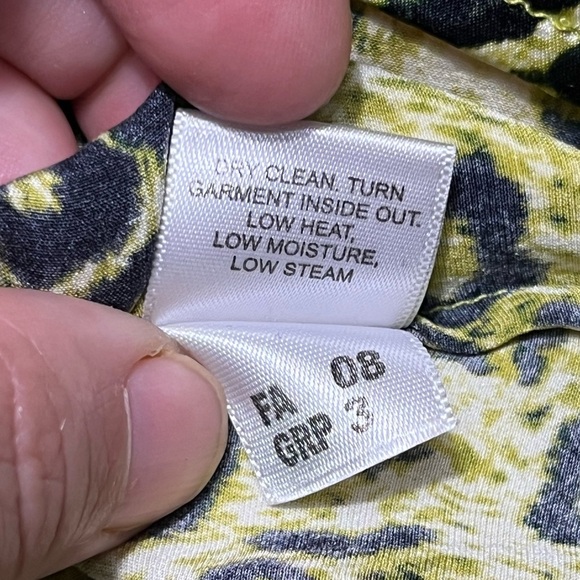 DRY CLEAN. TURN
GARMENT INSIDE OUT.
LOW HEAT,
LOW MOISTURE,
LOW STEAM
FA 08
GRP 3